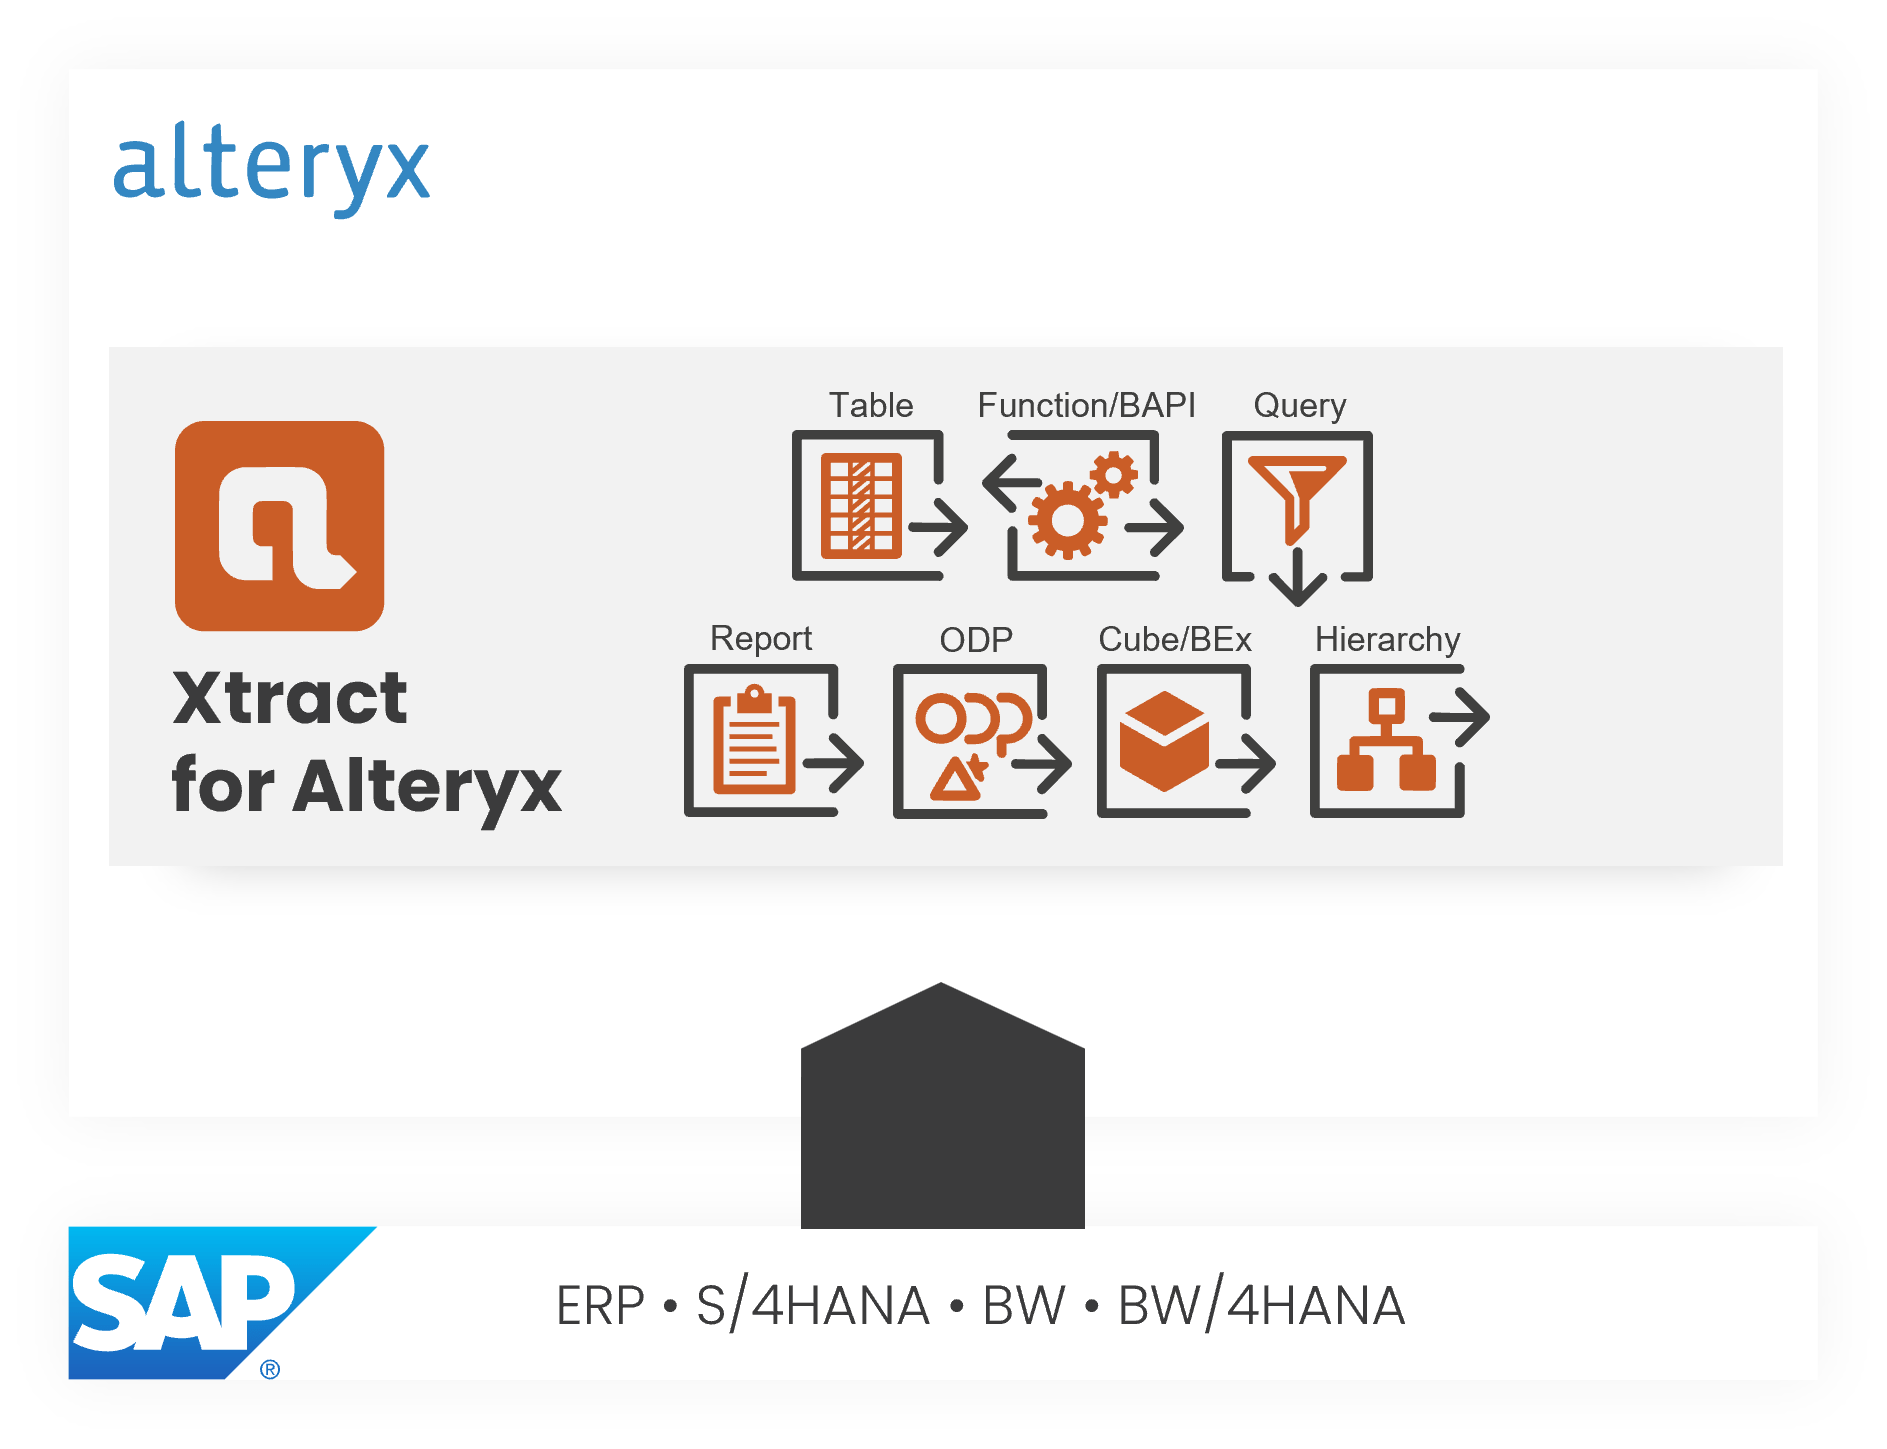 alteryx
Table Function/BAPI Query
Xtract
for Alteryx
Report ODP Cube/BEx Hierarchy
ODP
SAP ®
ERP • S/4HANA • BW • BW/4HANA